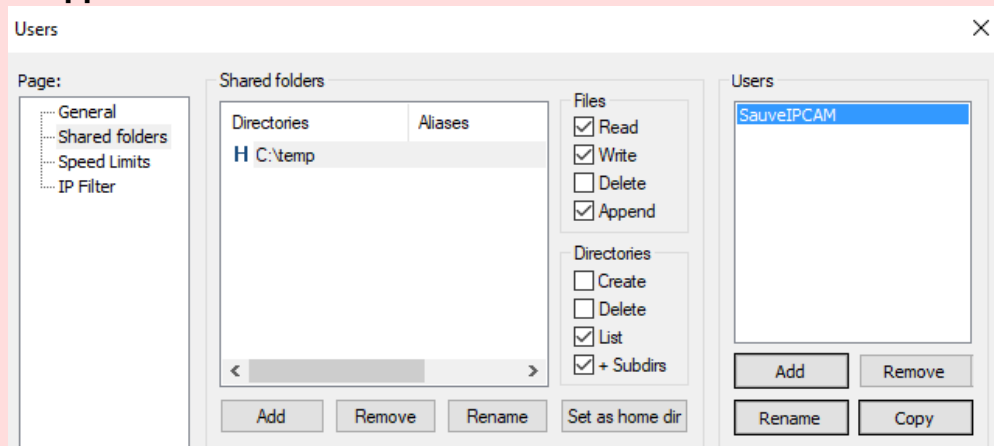 Users
Page:
General
Shared folders
Speed Limits
IP Filter
Shared folders
Directories Aliases
H C:\temp
Files
Read
Write
Delete
Append
Directories
Create
Delete
List
+ Subdirs
Add Remove Rename Set as home dir
Users
SauveIPCAM
Add Remove
Rename Copy